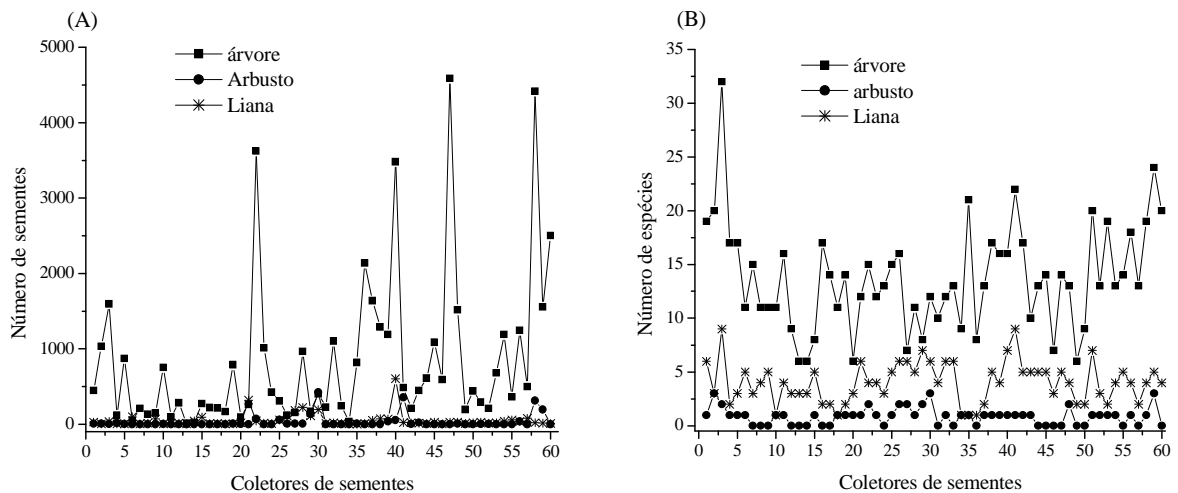 (A)
árvore
Arbusto
Liana
5000
4000
3000
2000
1000
0
Número de sementes
0 5 10 15 20 25 30 35 40 45 50 55 60
Coletores de sementes
(B)
árvore
arbusto
Liana
35
30
25
20
15
10
5
0
Número de espécies
0 5 10 15 20 25 30 35 40 45 50 55 60
Coletores de sementes